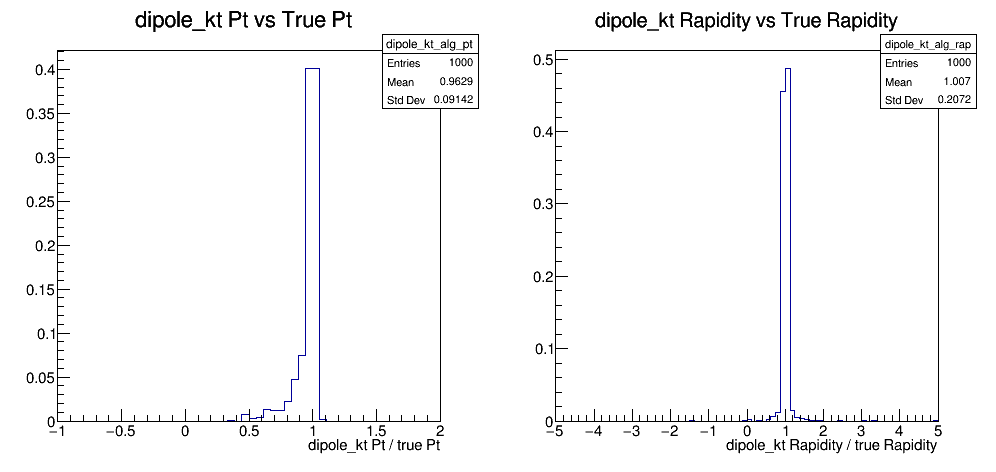 dipole_kt Pt vs True Pt
dipole_kt_alg_pt
Entries 1000
Mean 0.9629
Std Dev 0.09142
0.4
0.35
0.3
0.25
0.2
0.15
0.1
0.05
0
−1 −0.5 0 0.5 1 1.5 2
dipole_kt Pt / true Pt
dipole_kt Rapidity vs True Rapidity
dipole_kt_alg_rap
Entries 1000
Mean 1.007
Std Dev 0.2072
0.5
0.4
0.3
0.2
0.1
0
−5 −4 −3 −2 −1 0 1 2 3 4 5
dipole_kt Rapidity / true Rapidity